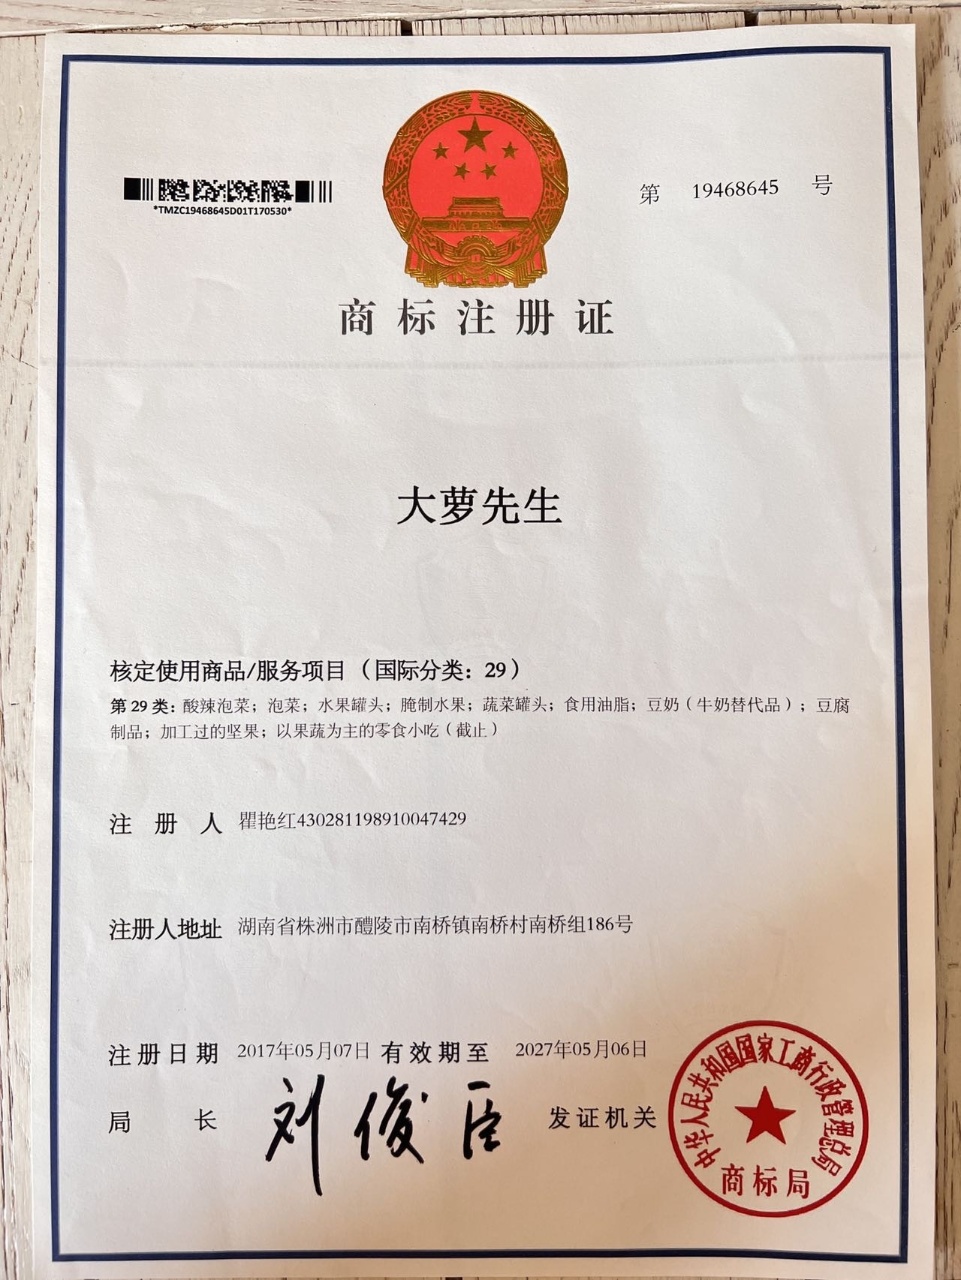 第 19468645 号
*TMZC19468645D01T170530*
商标注册证
大萝先生
核定使用商品/服务项目（国际分类：29）
第29类：酸辣泡菜；泡菜；水果罐头；腌制水果；蔬菜罐头；食用油脂；豆奶（牛奶替代品）；豆腐
制品；加工过的坚果；以果蔬为主的零食小吃（截止）
注册人 瞿艳红430281198910047429
注册人地址 湖南省株洲市醴陵市南桥镇南桥村南桥组186号
注册日期 2017年05月07日 有效期至 2027年05月06日
局长 刘俊臣 发证机关
中华人民共和国国家工商行政管理总局
商标局